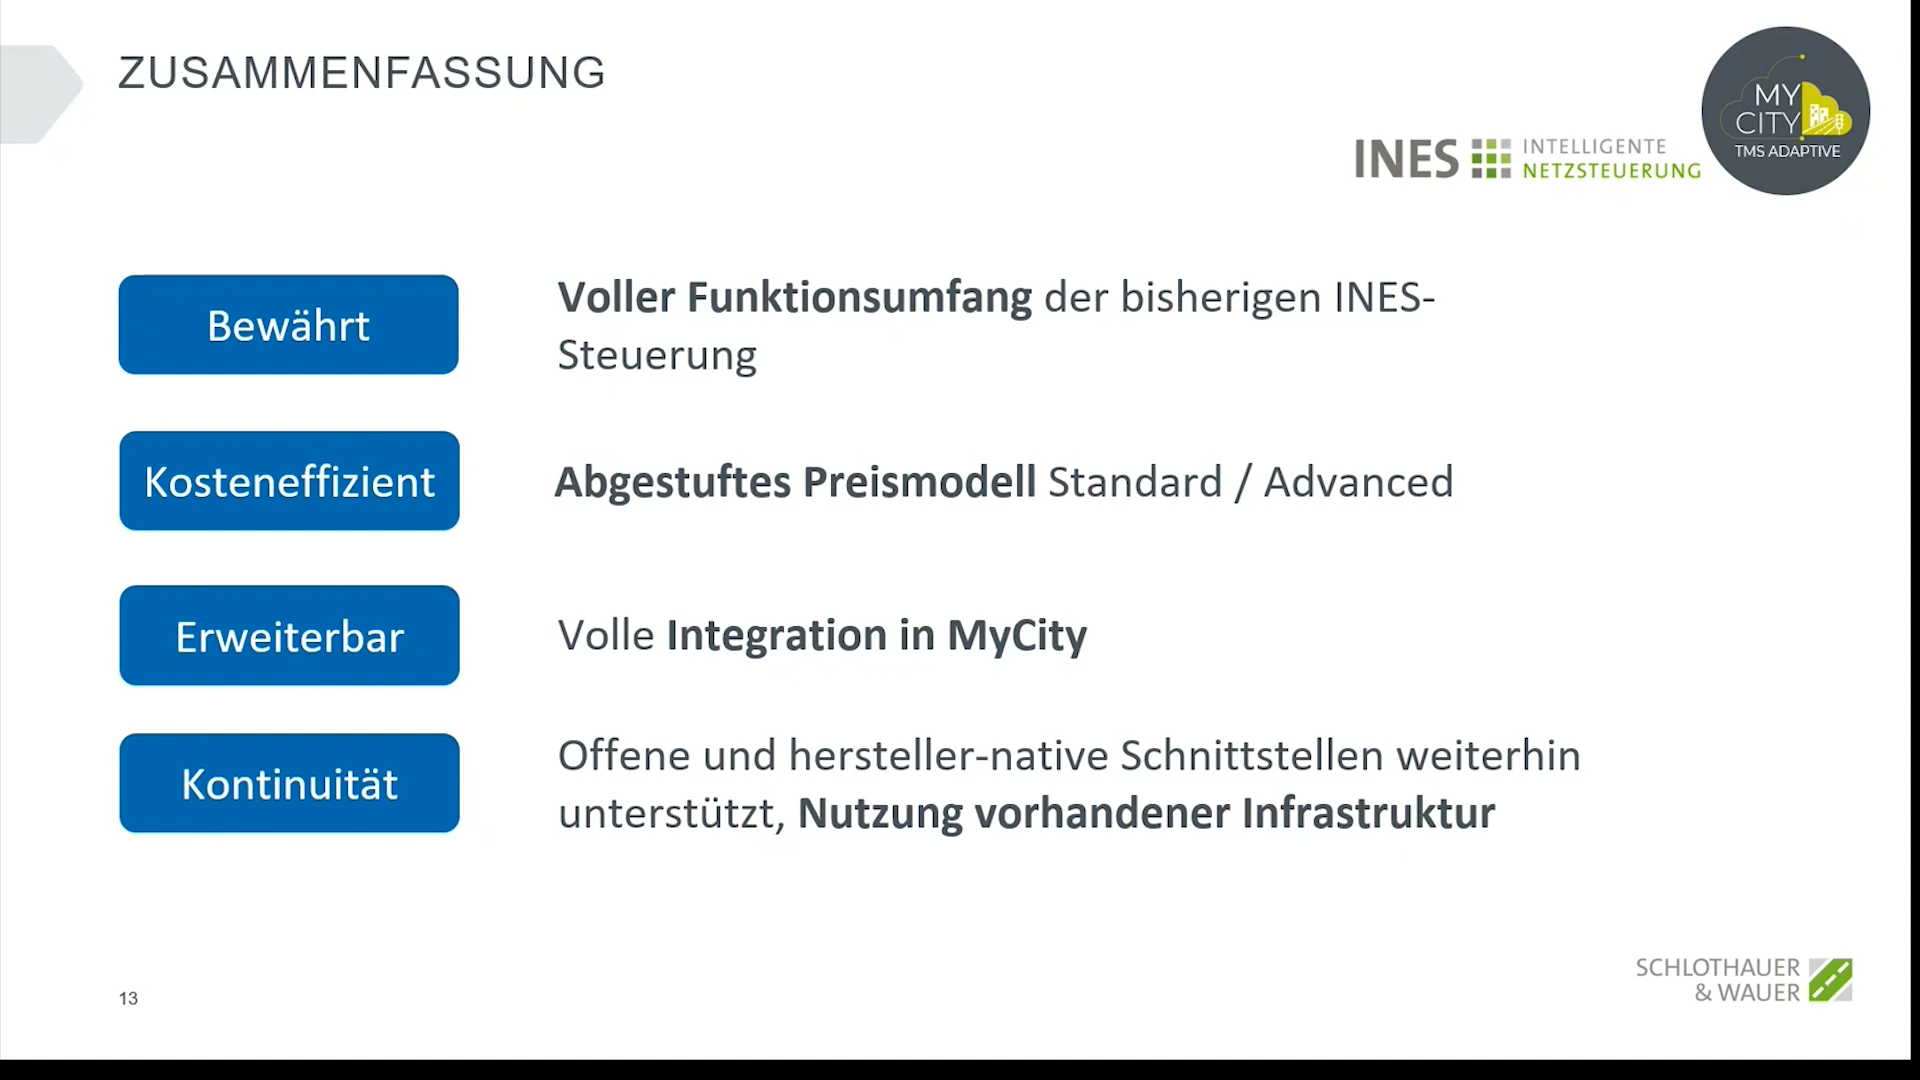 ZUSAMMENFASSUNG
MY
CITY
TMS ADAPTIVE
INES INTELLIGENTE
NETZSTEUERUNG
Bewährt
Voller Funktionsumfang der bisherigen INES-
Steuerung
Kosteneffizient
Abgestuftes Preismodell Standard / Advanced
Erweiterbar
Volle Integration in MyCity
Kontinuität
Offene und hersteller-native Schnittstellen weiterhin
unterstützt, Nutzung vorhandener Infrastruktur
13
SCHLOTHAUER
& WAUER